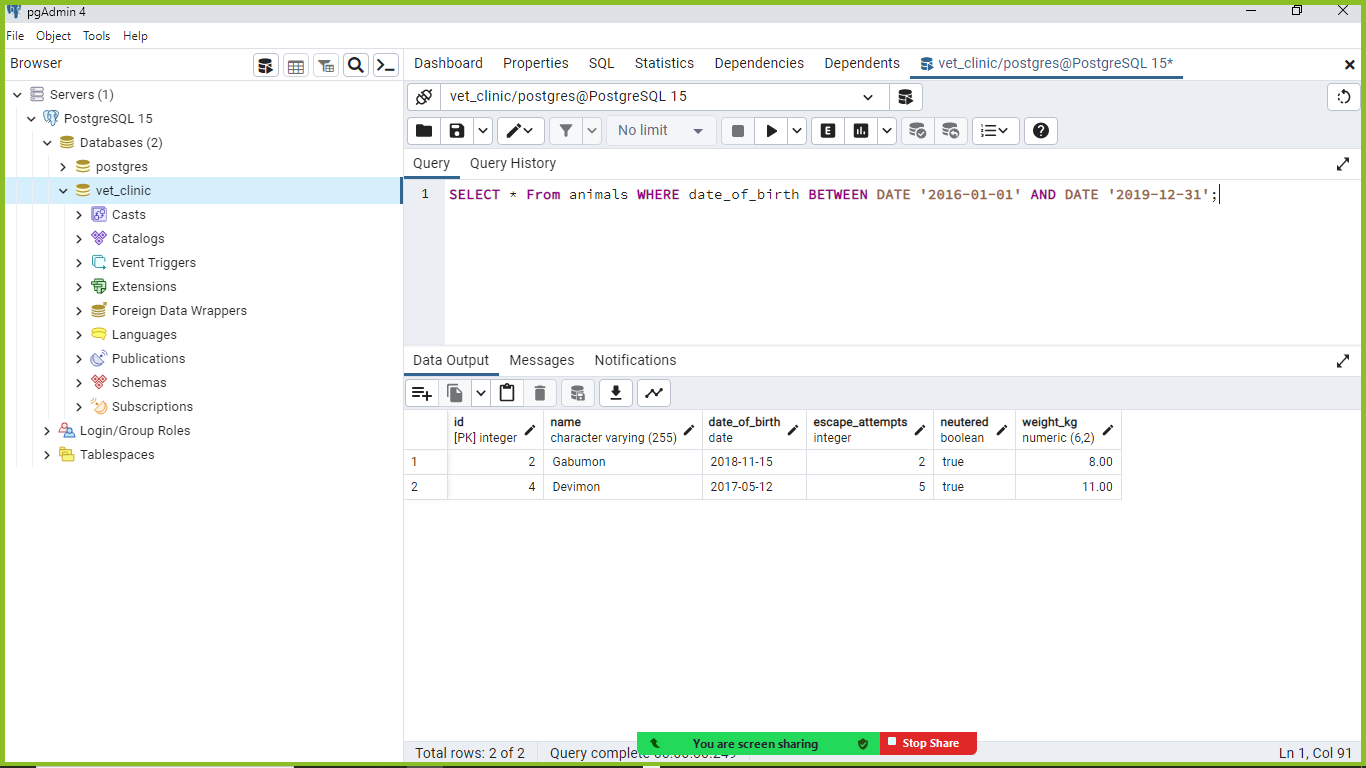 pgAdmin 4
File Object Tools Help
Browser
Dashboard Properties SQL Statistics Dependencies Dependents vet_clinic/postgres@PostgreSQL 15*
Servers (1)
PostgreSQL 15
Databases (2)
postgres
vet_clinic
Casts
Catalogs
Event Triggers
Extensions
Foreign Data Wrappers
Languages
Publications
Schemas
Subscriptions
Login/Group Roles
Tablespaces
vet_clinic/postgres@PostgreSQL 15
No limit
E
Query Query History
1 SELECT * From animals WHERE date_of_birth BETWEEN DATE '2016-01-01' AND DATE '2019-12-31';
Data Output Messages Notifications
id name date_of_birth escape_attempts neutered weight_kg
[PK] integer character varying (255) date integer boolean numeric (6,2)
1 2 Gabumon 2018-11-15 2 true 8.00
2 4 Devimon 2017-05-12 5 true 11.00
You are screen sharing Stop Share
Total rows: 2 of 2 Query complete Ln 1, Col 91